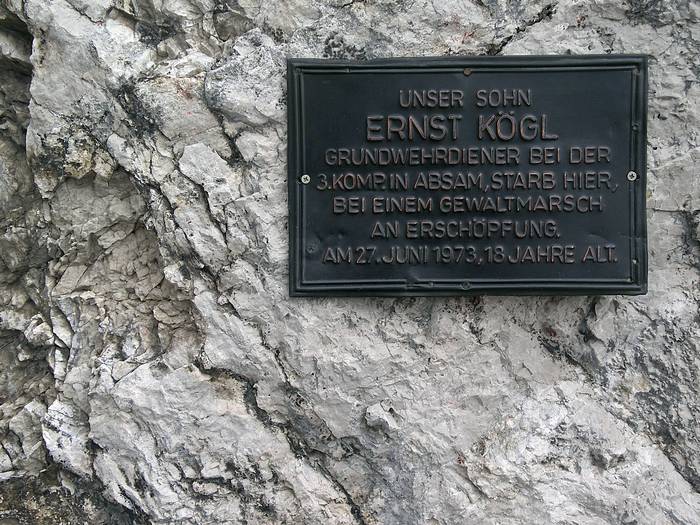 UNSER SOHN
ERNST KÖGL
GRUNDWEHRDIENER BEI DER
3.KOMP.IN ABSAM, STARB HIER,
BEI EINEM GEWALTMARSCH
AN ERSCHÖPFUNG.
AM 27. JUNI 1973, 18 JAHRE ALT.